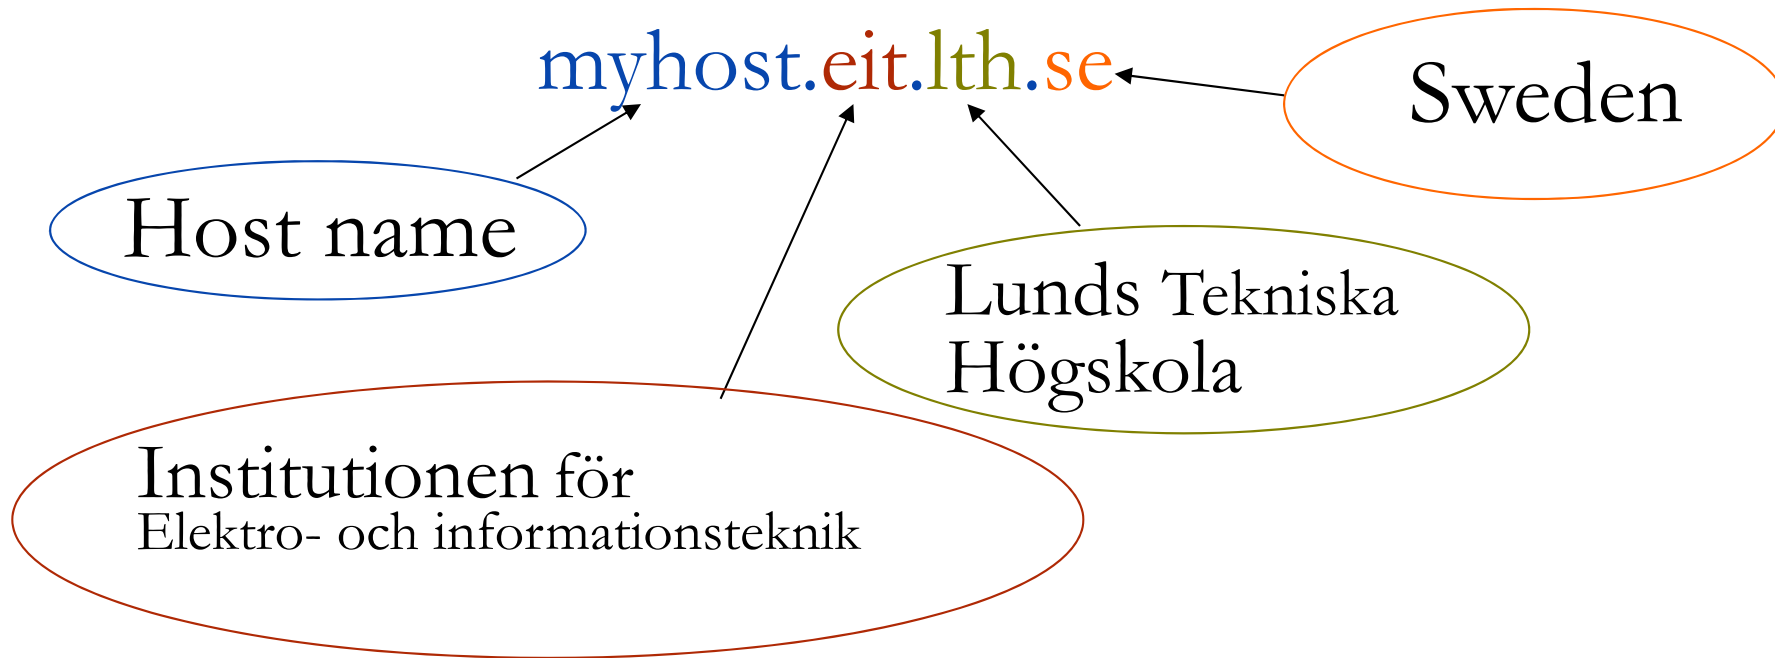 myhost.eit.lth.se
Sweden
Host name
Lunds Tekniska
Högskola
Institutionen för
Elektro- och informationsteknik